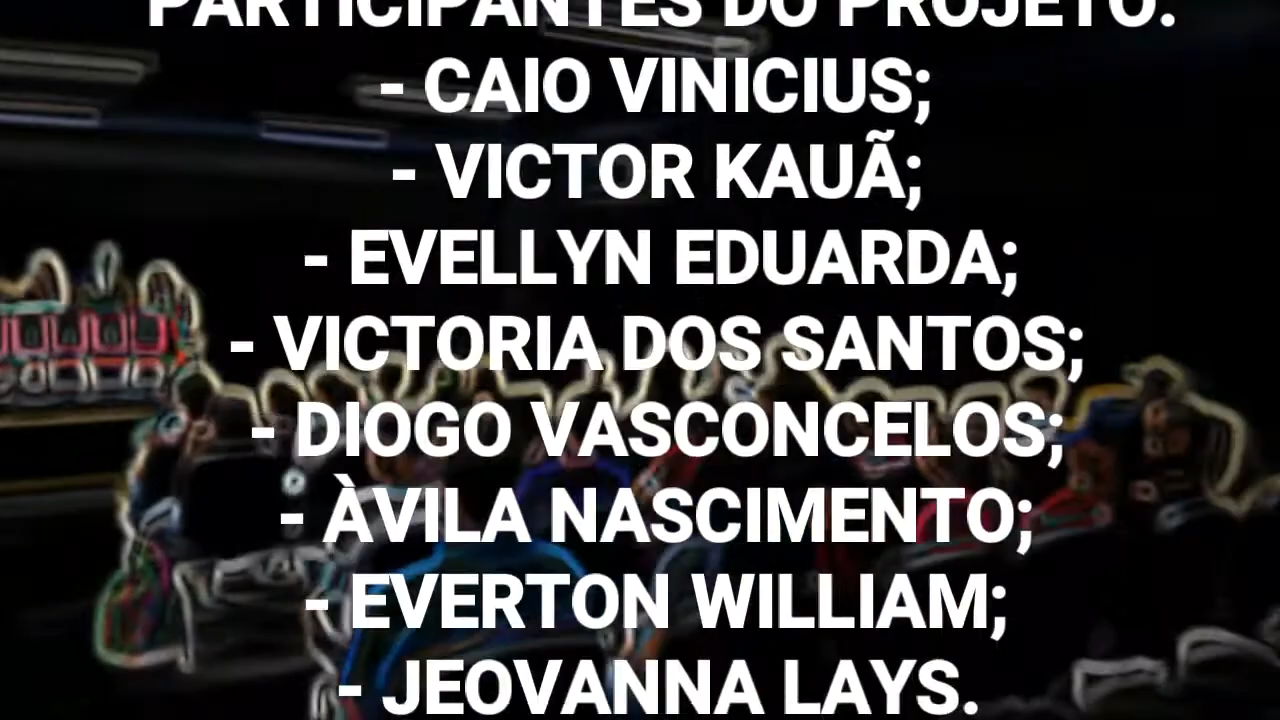 PARTICIPANTES DO PROJETO.
- CAIO VINICIUS;
- VICTOR KAUÃ;
- EVELLYN EDUARDA;
- VICTORIA DOS SANTOS;
- DIOGO VASCONCELOS;
- ÀVILA NASCIMENTO;
- EVERTON WILLIAM;
- JEOVANNA LAYS.